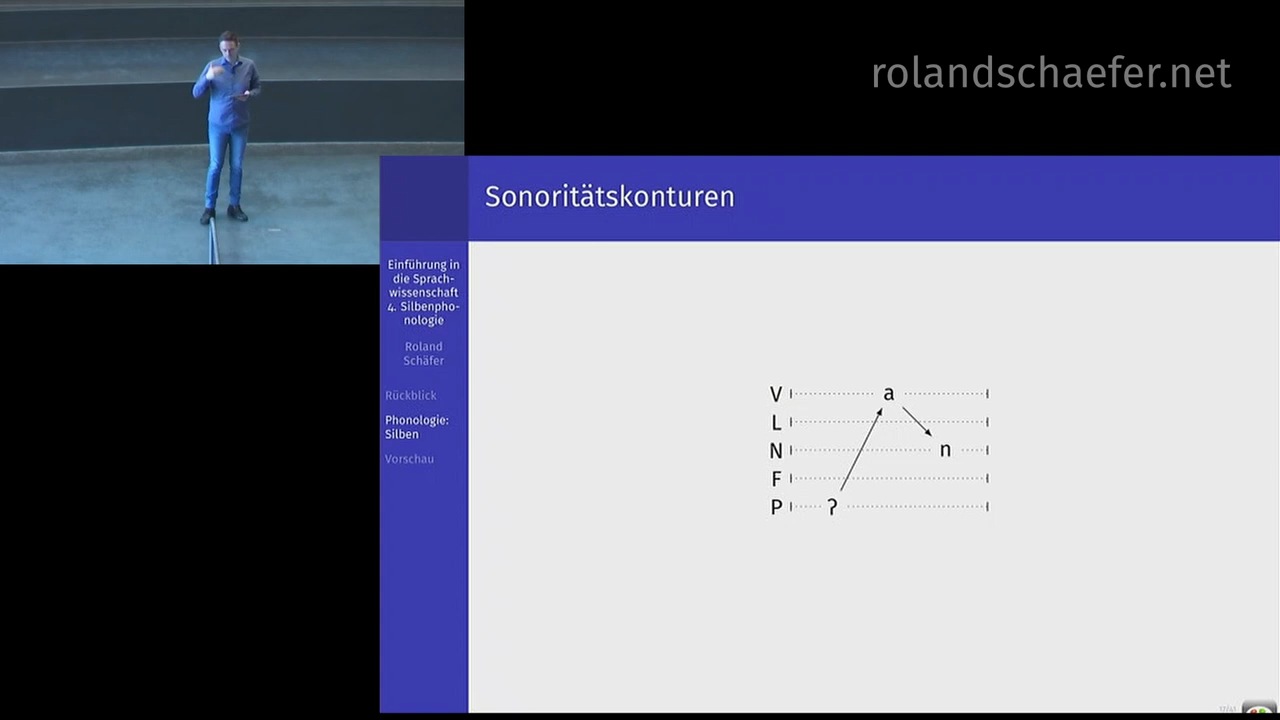 rolandschaefer.net
Sonoritätskonturen
Einführung in
die Sprach-
wissenschaft
4. Silbenpho-
nologie
Roland
Schäfer
Rückblick
Phonologie:
Silben
Vorschau
V a
L
N n
F
P ʔ